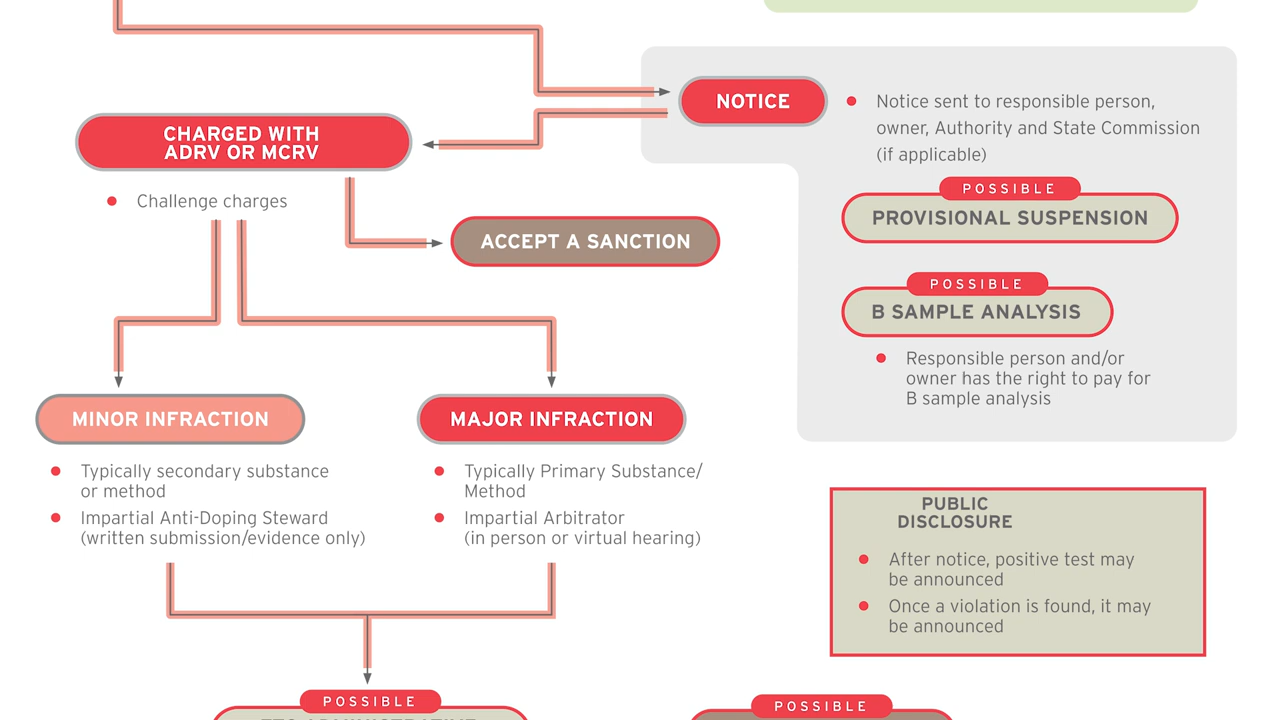 NOTICE
Notice sent to responsible person,
owner, Authority and State Commission
(if applicable)
CHARGED WITH
ADRV OR MCRV
Challenge charges
POSSIBLE
PROVISIONAL SUSPENSION
ACCEPT A SANCTION
POSSIBLE
B SAMPLE ANALYSIS
Responsible person and/or
owner has the right to pay for
B sample analysis
MINOR INFRACTION
Typically secondary substance
or method
Impartial Anti-Doping Steward
(written submission/evidence only)
MAJOR INFRACTION
Typically Primary Substance/
Method
Impartial Arbitrator
(in person or virtual hearing)
PUBLIC
DISCLOSURE
After notice, positive test may
be announced
Once a violation is found, it may
be announced
POSSIBLE
POSSIBLE